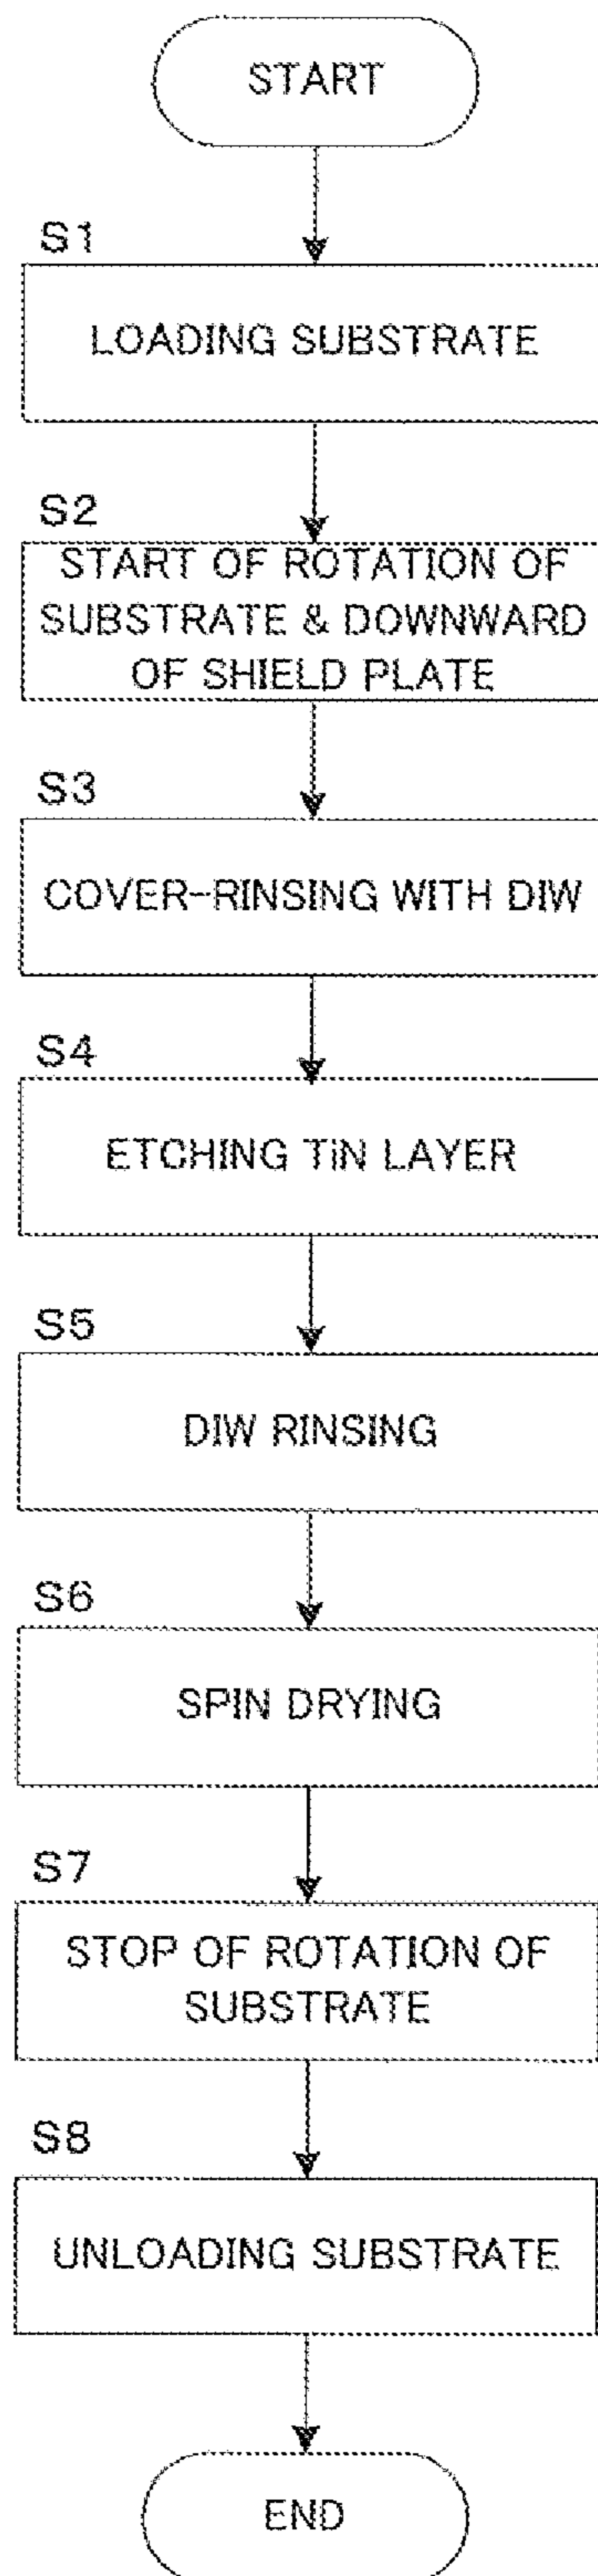 START
S1
LOADING SUBSTRATE
S2
START OF ROTATION OF
SUBSTRATE & DOWNWARD
OF SHIELD PLATE
S3
COVER-RINSING WITH DIW
S4
ETCHING TiN LAYER
S5
DIW RINSING
S6
SPIN DRYING
S7
STOP OF ROTATION OF
SUBSTRATE
S8
UNLOADING SUBSTRATE
END